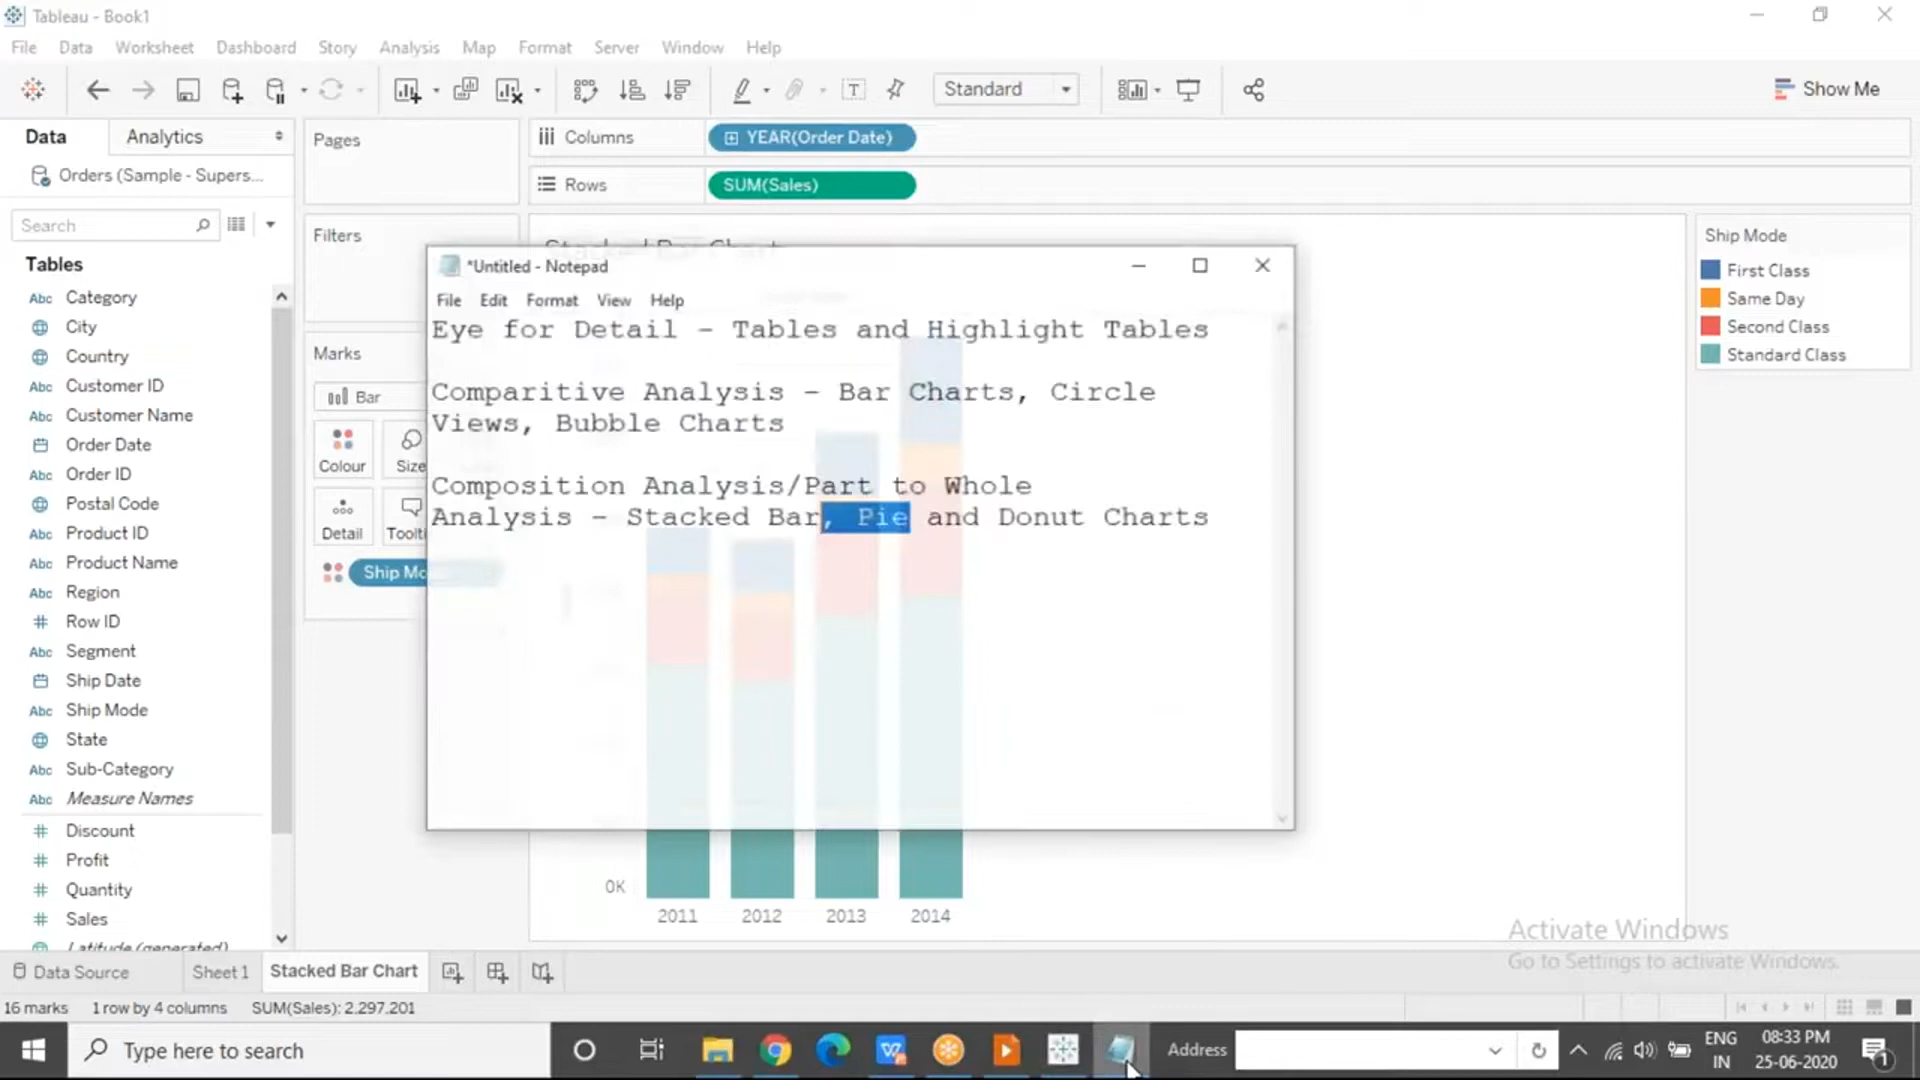 Tableau - Book1
File Data Worksheet Dashboard Story Analysis Map Format Server Window Help
Standard
Show Me
Data
Analytics
Orders (Sample - Supers...
Search
Tables
Abc Category
City
Country
Abc Customer ID
Abc Customer Name
Order Date
Abc Order ID
Postal Code
Abc Product ID
Abc Product Name
Abc Region
# Row ID
Abc Segment
Ship Date
Abc Ship Mode
State
Abc Sub-Category
Abc Measure Names
# Discount
# Profit
# Quantity
# Sales
Latitude (generated)
Pages
Filters
Marks
Bar
Colour
Size
Detail
Toolti
Ship Mo
Columns
YEAR(Order Date)
Rows
SUM(Sales)
Stacked Bar Chart
*Untitled - Notepad
File Edit Format View Help
Eye for Detail - Tables and Highlight Tables
Comparitive Analysis - Bar Charts, Circle
Views, Bubble Charts
Composition Analysis/Part to Whole
Analysis - Stacked Bar, Pie and Donut Charts
0K
2011 2012 2013 2014
Ship Mode
First Class
Same Day
Second Class
Standard Class
Activate Windows
Go to Settings to activate Windows.
Data Source
Sheet 1
Stacked Bar Chart
16 marks
1 row by 4 columns
SUM(Sales): 2,297,201
Type here to search
Address
ENG
IN
08:33 PM
25-06-2020
1